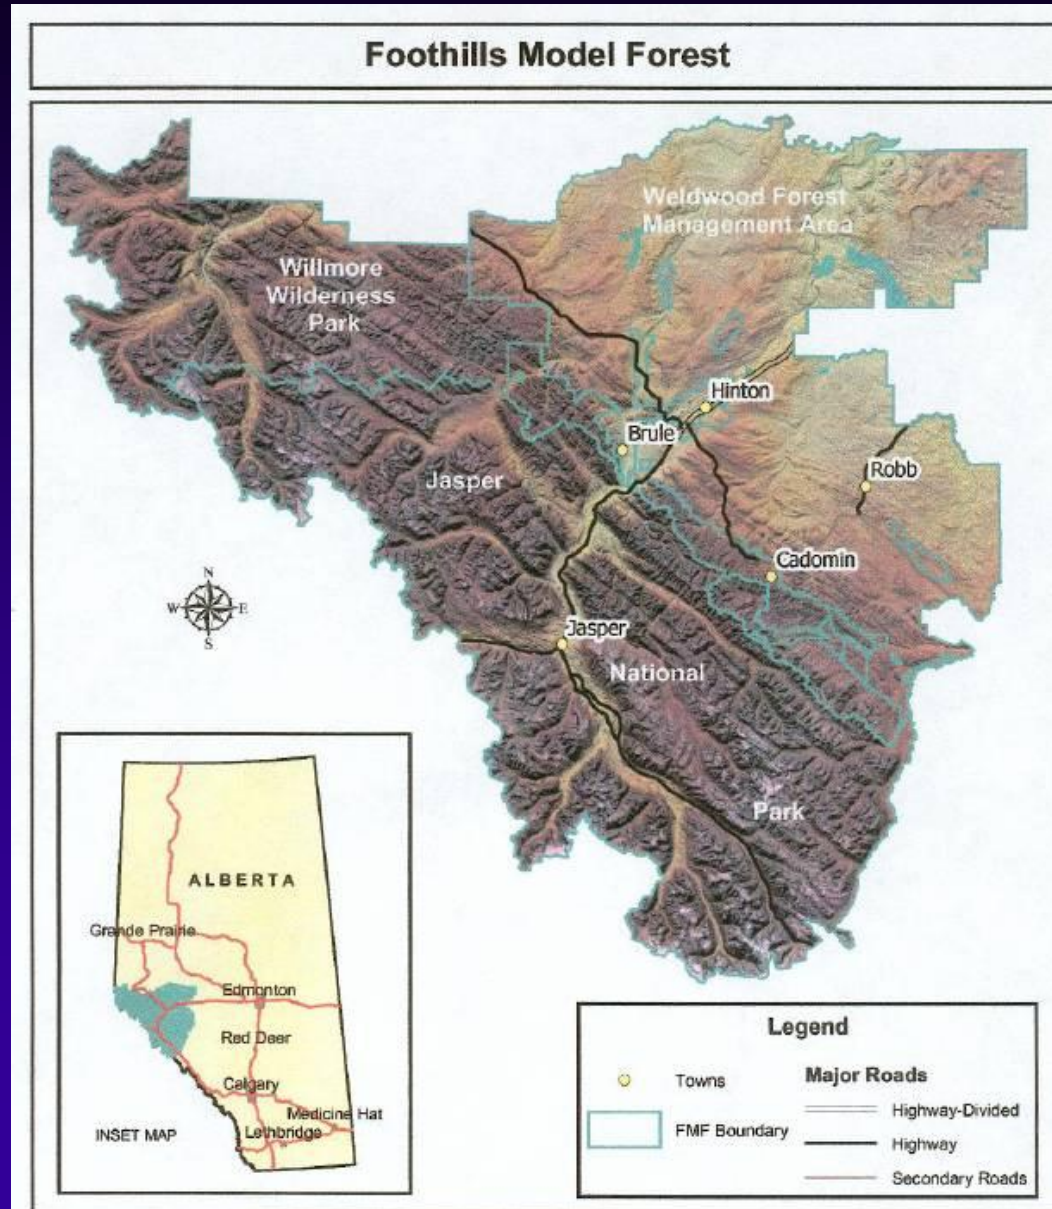 Foothills Model Forest
Weldwood Forest
Management Area
Willmore
Wilderness
Park
Hinton
Brule
Robb
Jasper
Cadomin
N
W E
S
Jasper
National
Park
ALBERTA
Grande Prairie
Edmonton
Red Deer
Calgary
Medicine Hat
Lethbridge
INSET MAP
Legend
Towns
FMF Boundary
Major Roads
Highway-Divided
Highway
Secondary Roads